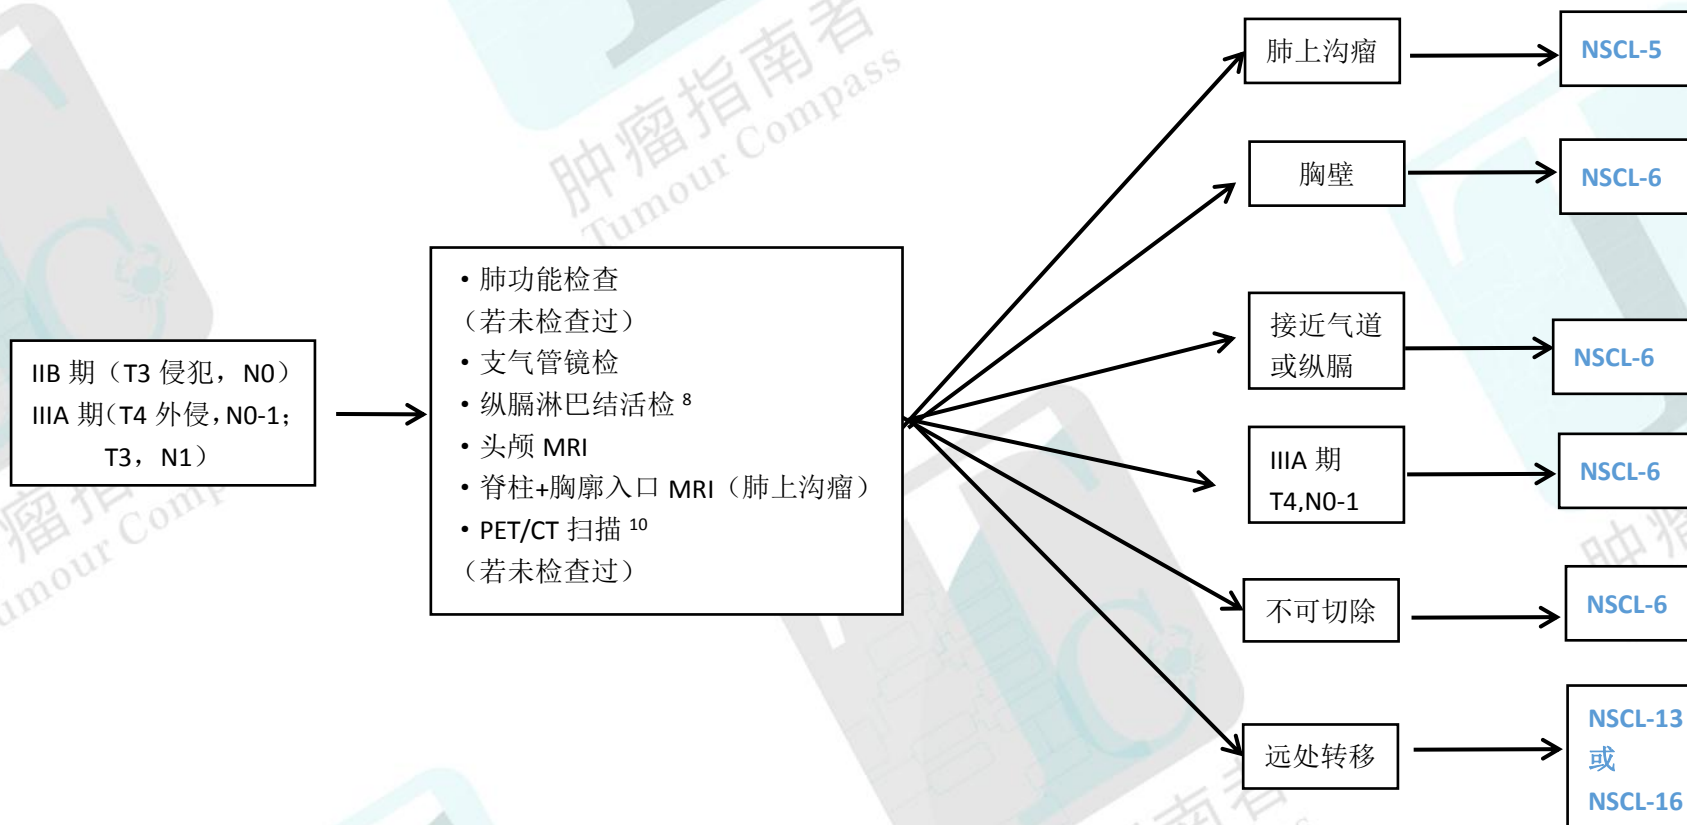 IIB 期（T3 侵犯，N0）
IIIA 期（T4 外侵，N0-1；
T3，N1）
·肺功能检查
（若未检查过）
·支气管镜检
·纵膈淋巴结活检 8
·头颅 MRI
·脊柱+胸廓入口 MRI（肺上沟瘤）
·PET/CT 扫描 10
（若未检查过）
肺上沟瘤
NSCL-5
胸壁
NSCL-6
接近气道
或纵膈
NSCL-6
IIIA 期
T4,N0-1
NSCL-6
不可切除
NSCL-6
远处转移
NSCL-13
或
NSCL-16
肿瘤指南者
Tumour Compass